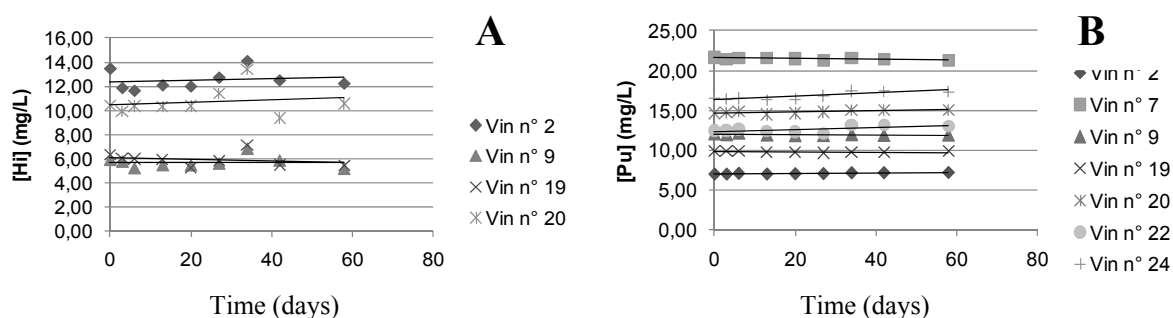 A
[Hi] (mg/L)
16,00
14,00
12,00
10,00
8,00
6,00
4,00
2,00
0,00
0 20 40 60 80
Time (days)
Vin n° 2
Vin n° 9
Vin n° 19
Vin n° 20
B
[Pu] (mg/L)
25,00
20,00
15,00
10,00
5,00
0,00
0 20 40 60 80
Time (days)
Vin n° 2
Vin n° 7
Vin n° 9
Vin n° 19
Vin n° 20
Vin n° 22
Vin n° 24